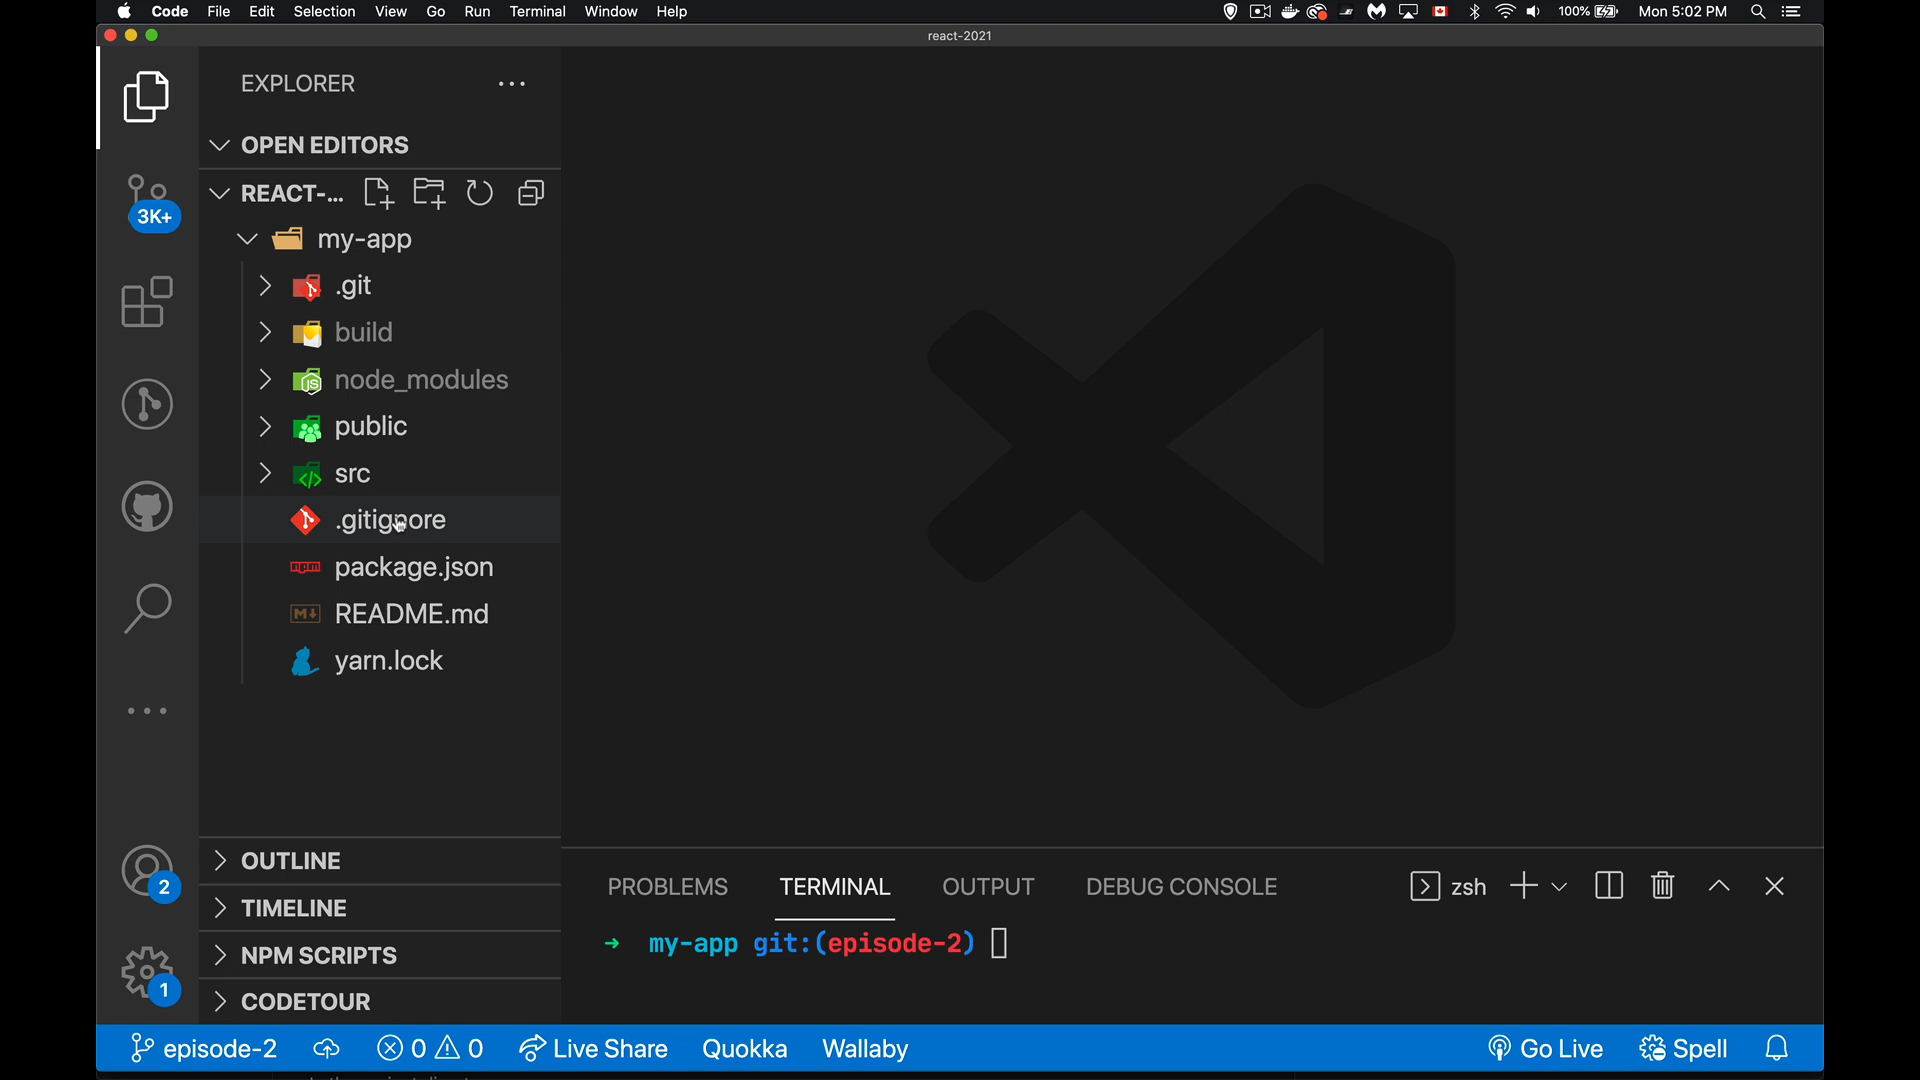 Code File Edit Selection View Go Run Terminal Window Help 100% Mon 5:02 PM
react-2021
EXPLORER
OPEN EDITORS
REACT-...
my-app
.git
build
node_modules
public
src
.gitignore
package.json
README.md
yarn.lock
3K+
2
1
OUTLINE
TIMELINE
NPM SCRIPTS
CODETOUR
PROBLEMS TERMINAL OUTPUT DEBUG CONSOLE zsh
→ my-app git:(episode-2)
episode-2 0 0 Live Share Quokka Wallaby Go Live Spell